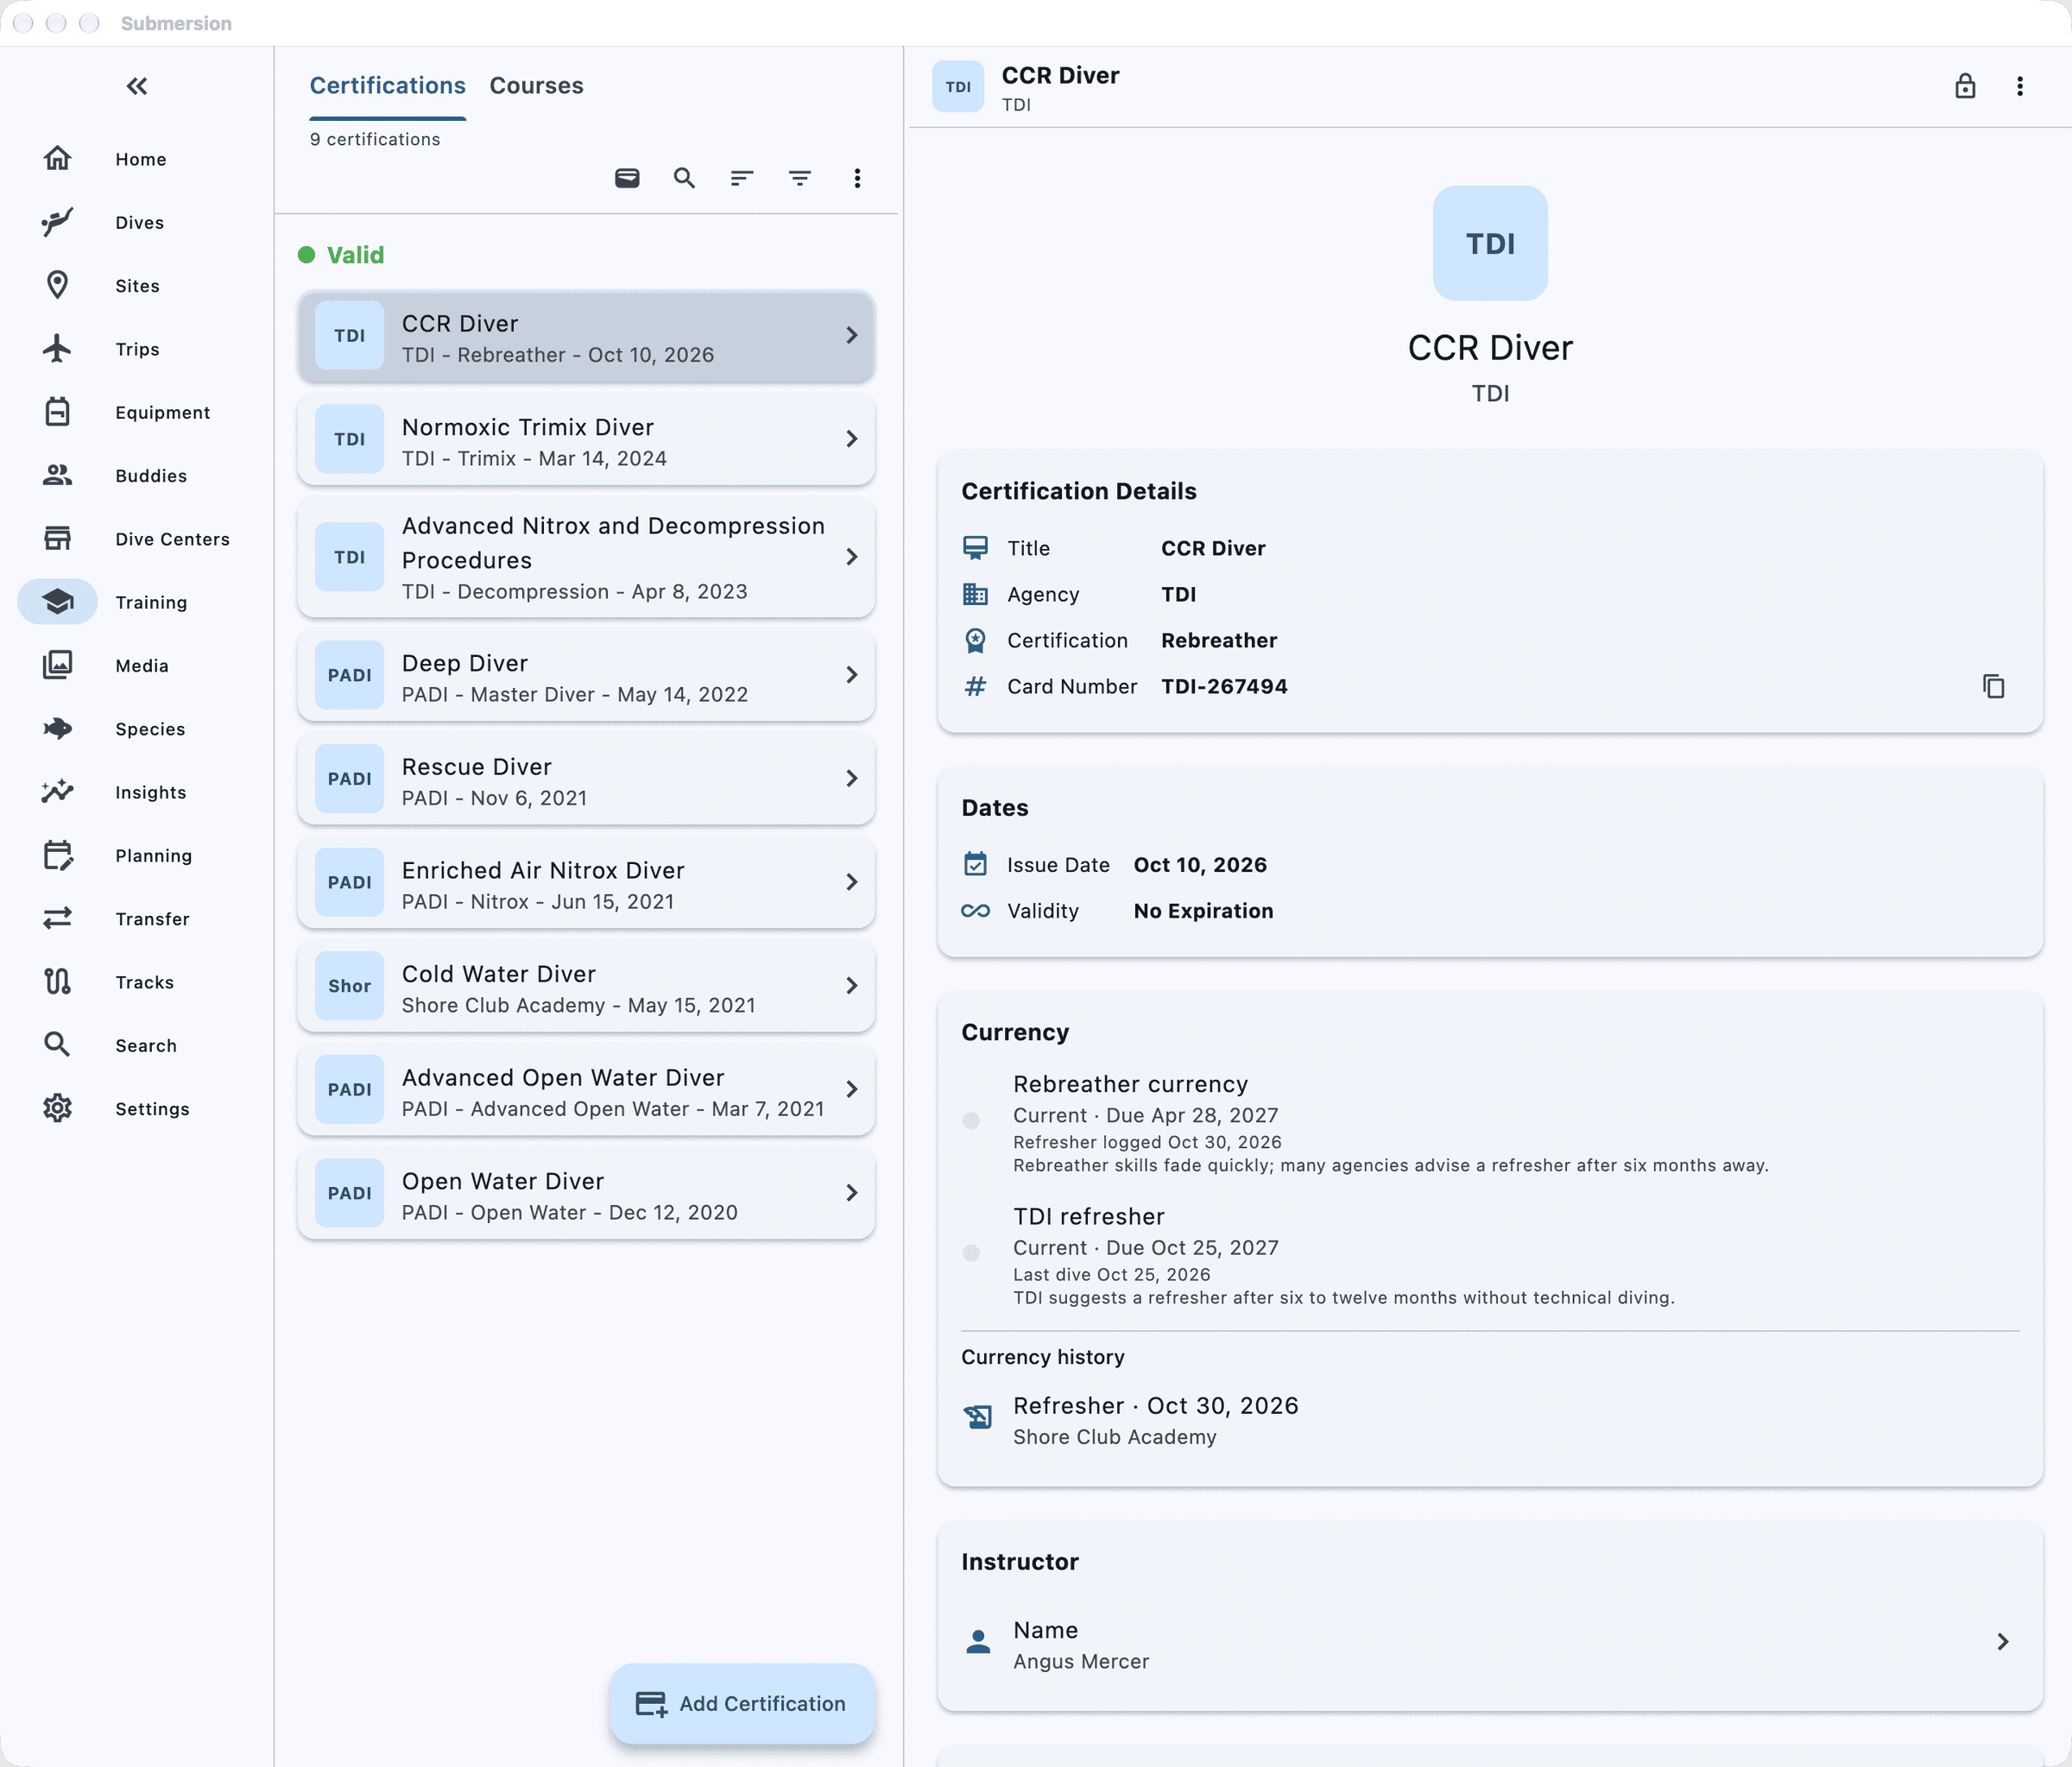 Submersion
Home
Dives
Sites
Trips
Equipment
Buddies
Dive Centers
Training
Media
Species
Insights
Planning
Transfer
Tracks
Search
Settings
Certifications
Courses
9 certifications
Valid
TDI
CCR Diver
TDI - Rebreather - Oct 10, 2026
TDI
Normoxic Trimix Diver
TDI - Trimix - Mar 14, 2024
TDI
Advanced Nitrox and Decompression
Procedures
TDI - Decompression - Apr 8, 2023
PADI
Deep Diver
PADI - Master Diver - May 14, 2022
PADI
Rescue Diver
PADI - Nov 6, 2021
PADI
Enriched Air Nitrox Diver
PADI - Nitrox - Jun 15, 2021
Shor
Cold Water Diver
Shore Club Academy - May 15, 2021
PADI
Advanced Open Water Diver
PADI - Advanced Open Water - Mar 7, 2021
PADI
Open Water Diver
PADI - Open Water - Dec 12, 2020
Add Certification
TDI
CCR Diver
TDI
TDI
CCR Diver
TDI
Certification Details
Title CCR Diver
Agency TDI
Certification Rebreather
Card Number TDI-267494
Dates
Issue Date Oct 10, 2026
Validity No Expiration
Currency
Rebreather currency
Current · Due Apr 28, 2027
Refresher logged Oct 30, 2026
Rebreather skills fade quickly; many agencies advise a refresher after six months away.
TDI refresher
Current · Due Oct 25, 2027
Last dive Oct 25, 2026
TDI suggests a refresher after six to twelve months without technical diving.
Currency history
Refresher · Oct 30, 2026
Shore Club Academy
Instructor
Name
Angus Mercer